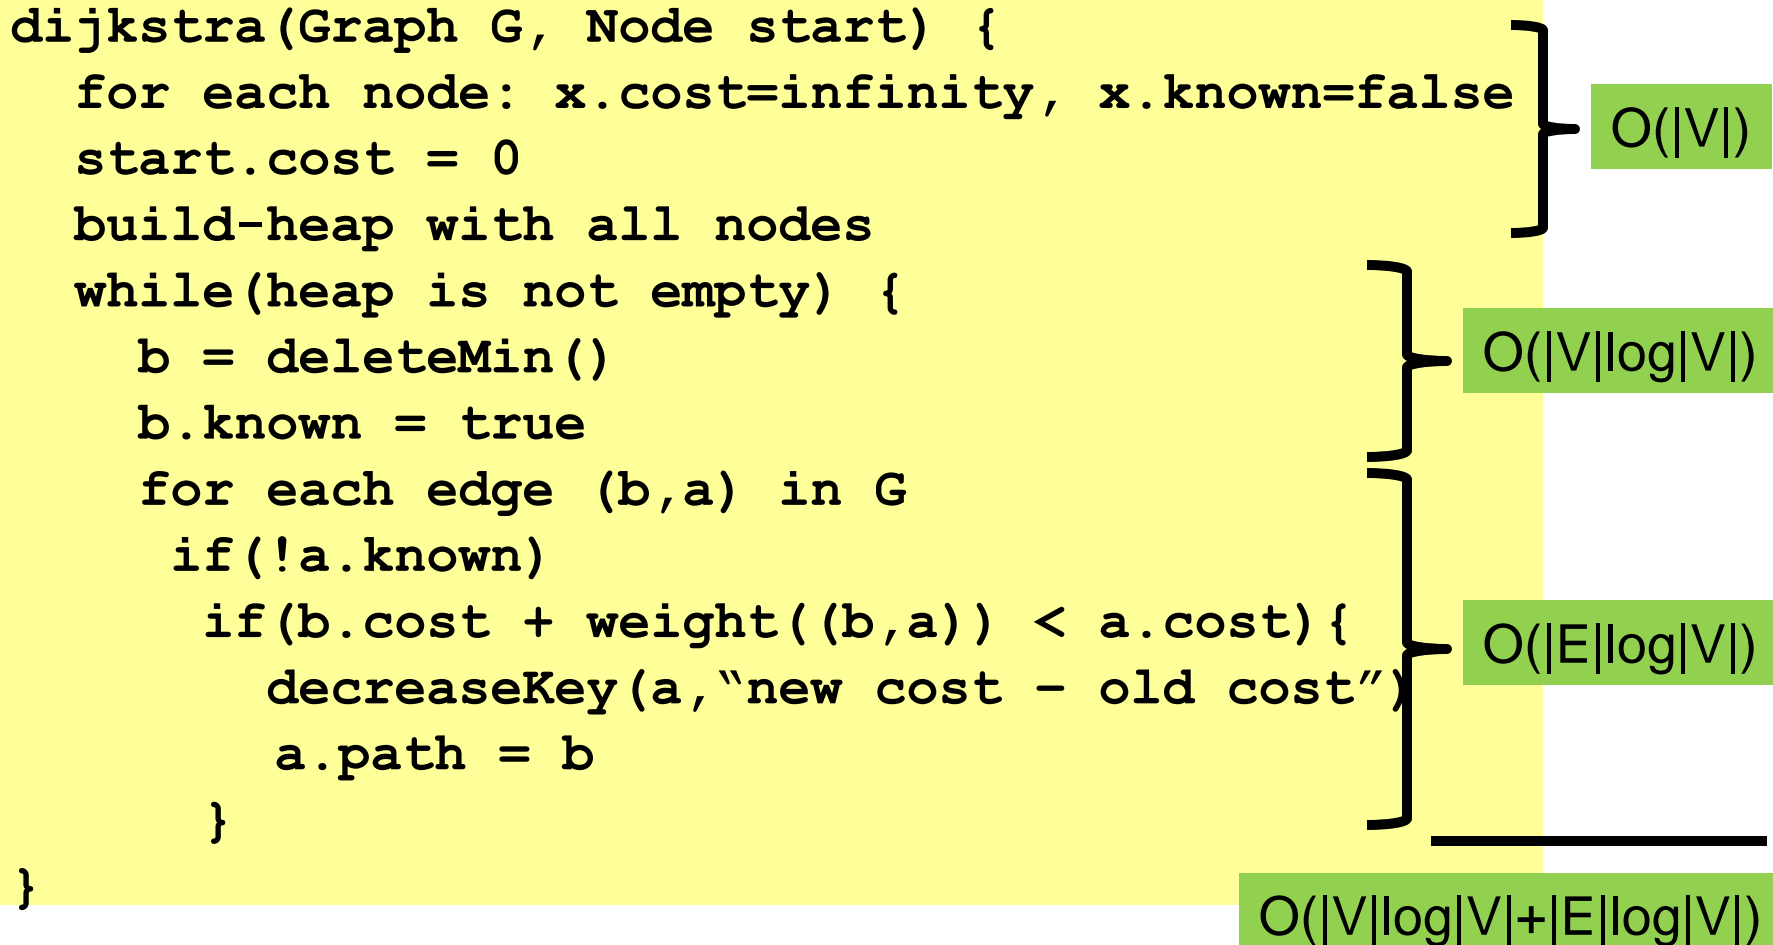 dijkstra(Graph G, Node start) {
for each node: x.cost=infinity, x.known=false
O(|V|)
start.cost = 0
build-heap with all nodes
while(heap is not empty) {
b = deleteMin()
O(|V|log|V|)
b.known = true
for each edge (b,a) in G
if(!a.known)
if(b.cost + weight((b,a)) < a.cost){
O(|E|log|V|)
decreaseKey(a,“new cost – old cost”)
a.path = b
}
}
O(|V|log|V|+|E|log|V|)